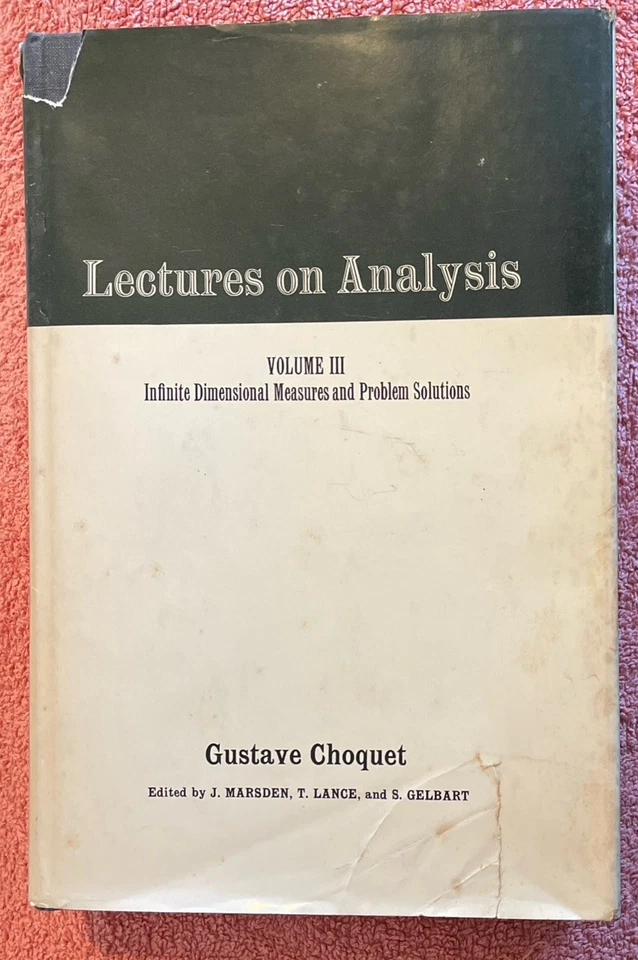 Lectures on Analysis
VOLUME III
Infinite Dimensional Measures and Problem Solutions
Gustave Choquet
Edited by J. MARSDEN, T. LANCE, and S. GELBART